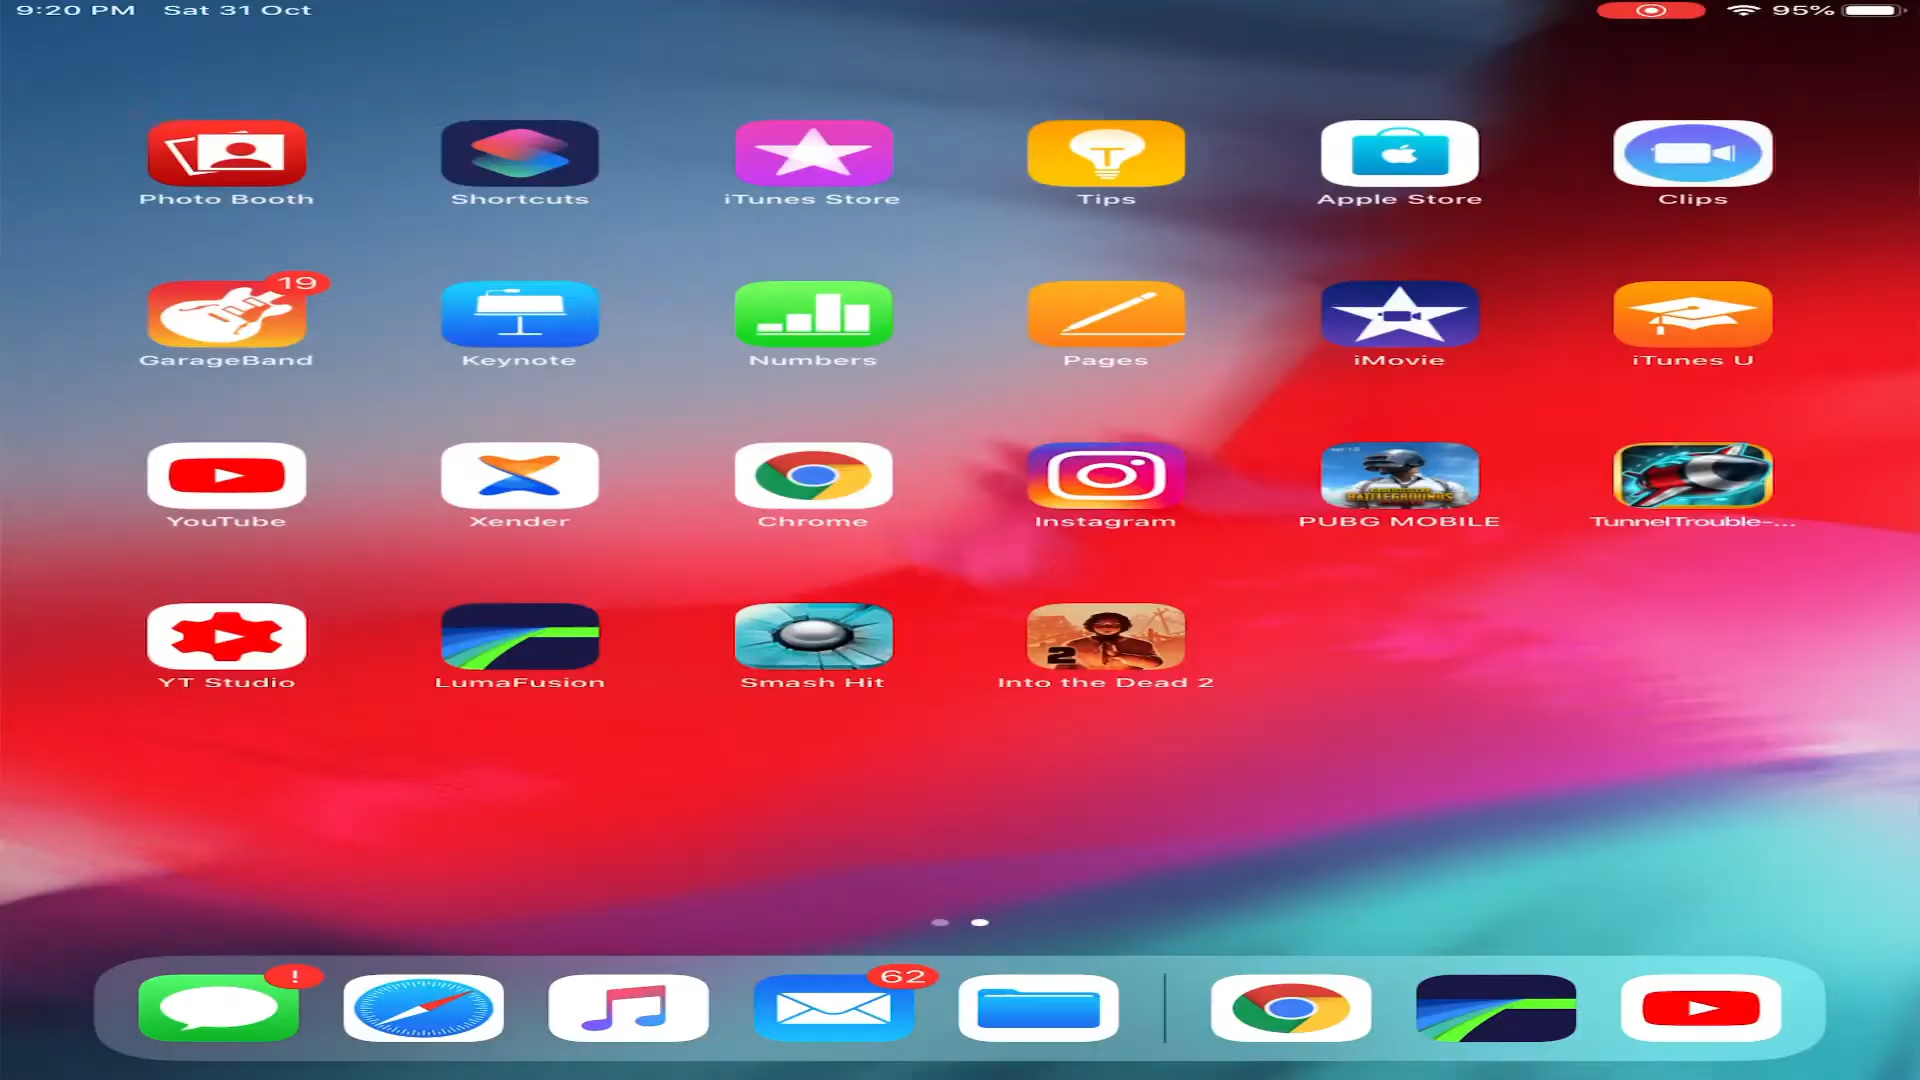 9:20 PM Sat 31 Oct 95%
Photo Booth Shortcuts iTunes Store Tips Apple Store Clips
19
GarageBand Keynote Numbers Pages iMovie iTunes U
BATTLEGROUNDS
YouTube Xender Chrome Instagram PUBG MOBILE TunnelTrouble-...
2
YT Studio LumaFusion Smash Hit Into the Dead 2
! 62